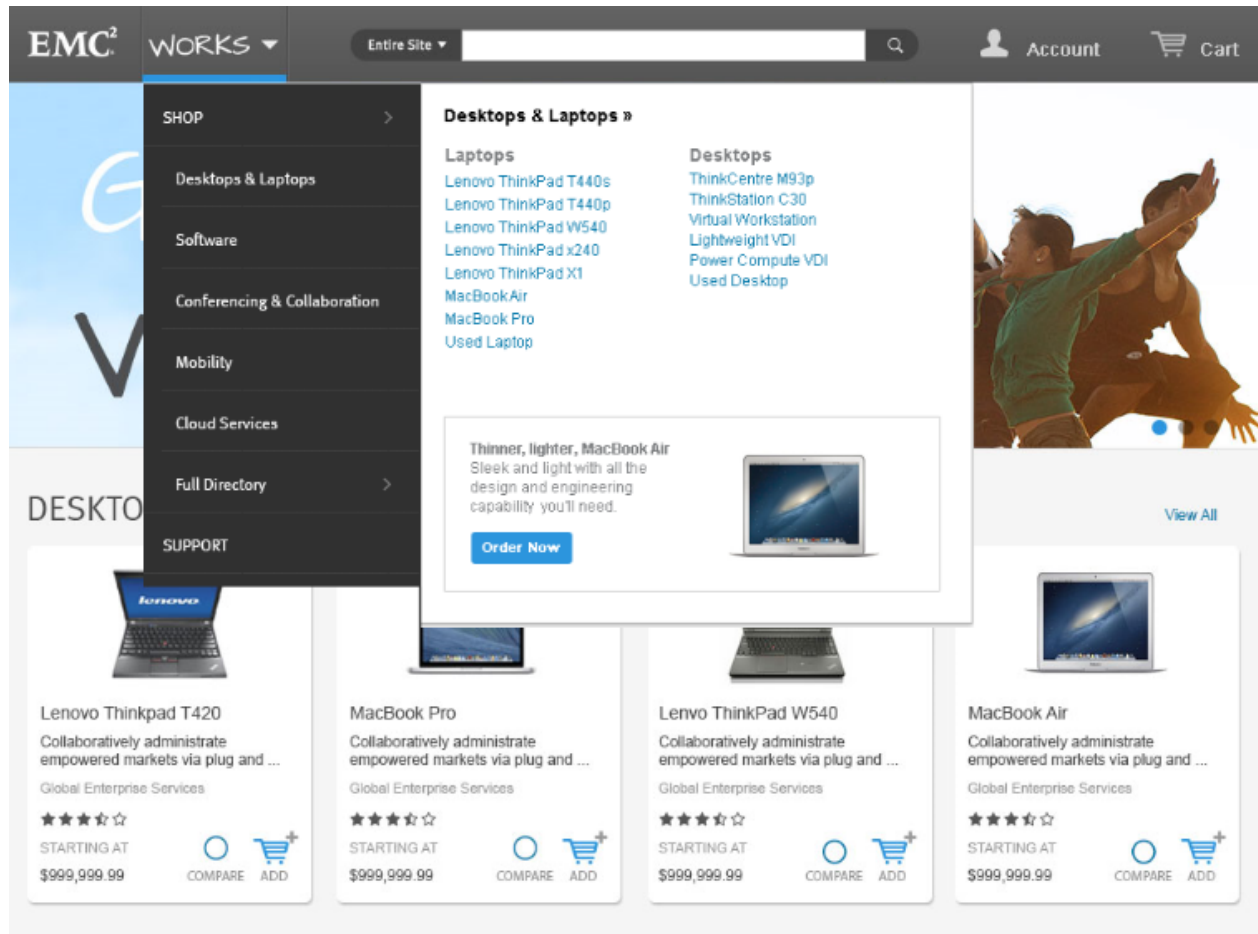 EMC²
WORKS
Entire Site
Account
Cart
SHOP
Desktops & Laptops
Software
Conferencing & Collaboration
Mobility
Cloud Services
Full Directory
SUPPORT
Desktops & Laptops »
Laptops
Lenovo ThinkPad T440s
Lenovo ThinkPad T440p
Lenovo ThinkPad W540
Lenovo ThinkPad x240
Lenovo ThinkPad X1
MacBook Air
MacBook Pro
Used Laptop
Desktops
ThinkCentre M93p
ThinkStation C30
Virtual Workstation
Lightweight VDI
Power Compute VDI
Used Desktop
Thinner, lighter, MacBook Air
Sleek and light with all the
design and engineering
capability you'll need.
Order Now
DESKTO
View All
lenovo
Lenovo Thinkpad T420
Collaboratively administrate
empowered markets via plug and ...
Global Enterprise Services
STARTING AT
$999,999.99
COMPARE
ADD
MacBook Pro
Collaboratively administrate
empowered markets via plug and ...
Global Enterprise Services
STARTING AT
$999,999.99
COMPARE
ADD
Lenvo ThinkPad W540
Collaboratively administrate
empowered markets via plug and ...
Global Enterprise Services
STARTING AT
$999,999.99
COMPARE
ADD
MacBook Air
Collaboratively administrate
empowered markets via plug and ...
Global Enterprise Services
STARTING AT
$999,999.99
COMPARE
ADD